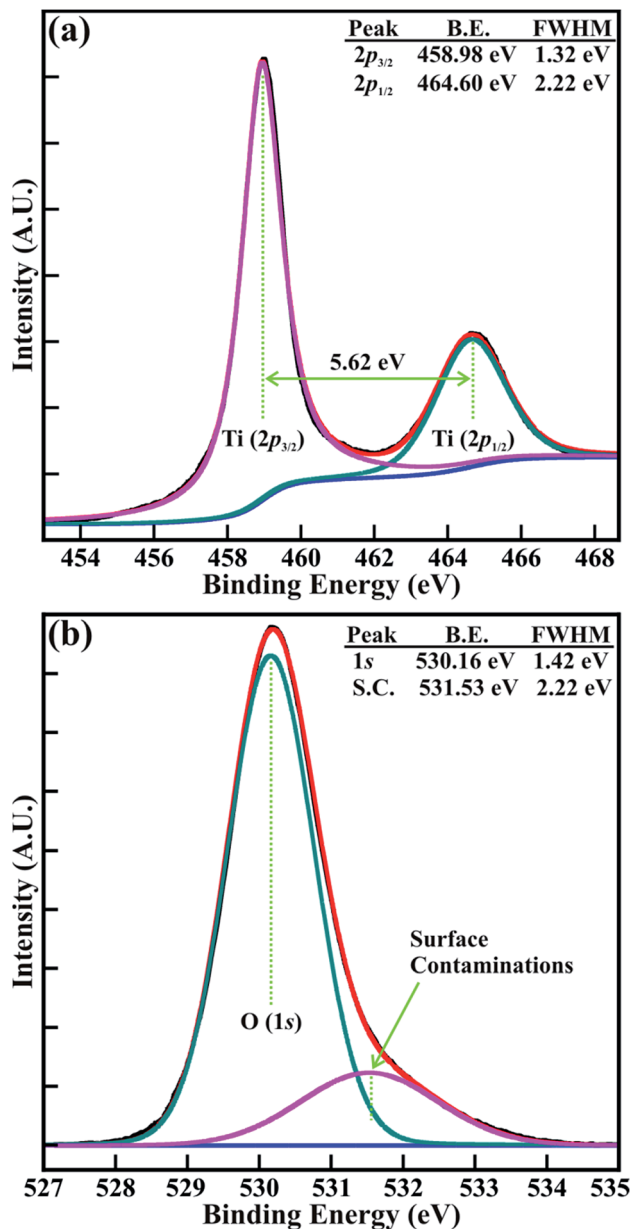 (a)
Peak B.E. FWHM
2p3/2 458.98 eV 1.32 eV
2p1/2 464.60 eV 2.22 eV
Intensity (A.U.)
5.62 eV
Ti (2p3/2) Ti (2p1/2)
454 456 458 460 462 464 466 468
Binding Energy (eV)
(b)
Peak B.E. FWHM
1s 530.16 eV 1.42 eV
S.C. 531.53 eV 2.22 eV
Intensity (A.U.)
Surface
Contaminations
O (1s)
527 528 529 530 531 532 533 534 535
Binding Energy (eV)